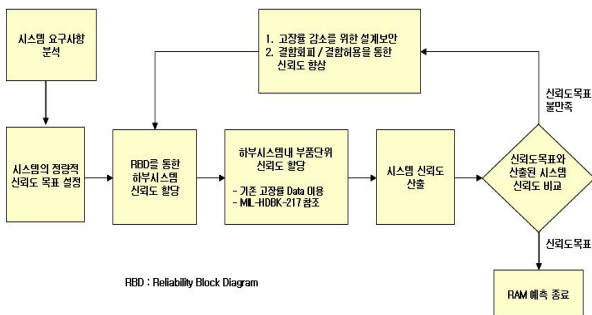 시스템 요구사항
분석
1. 고장률 감소를 위한 설계보안
2. 결함회피 / 결함허용을 통한
신뢰도 향상
신뢰도목표
불만족
시스템의 정량적
신뢰도 목표 설정
RBD를 통한
하부시스템
신뢰도 할당
하부시스템내 부품단위
신뢰도 할당
- 기존 고장률 Data 이용
- MIL-HDBK-217 참조
시스템 신뢰도
산출
신뢰도목표와
산출된 시스템
신뢰도 비교
신뢰도목표
RBD : Reliability Block Diagram
RAM 예측 종료